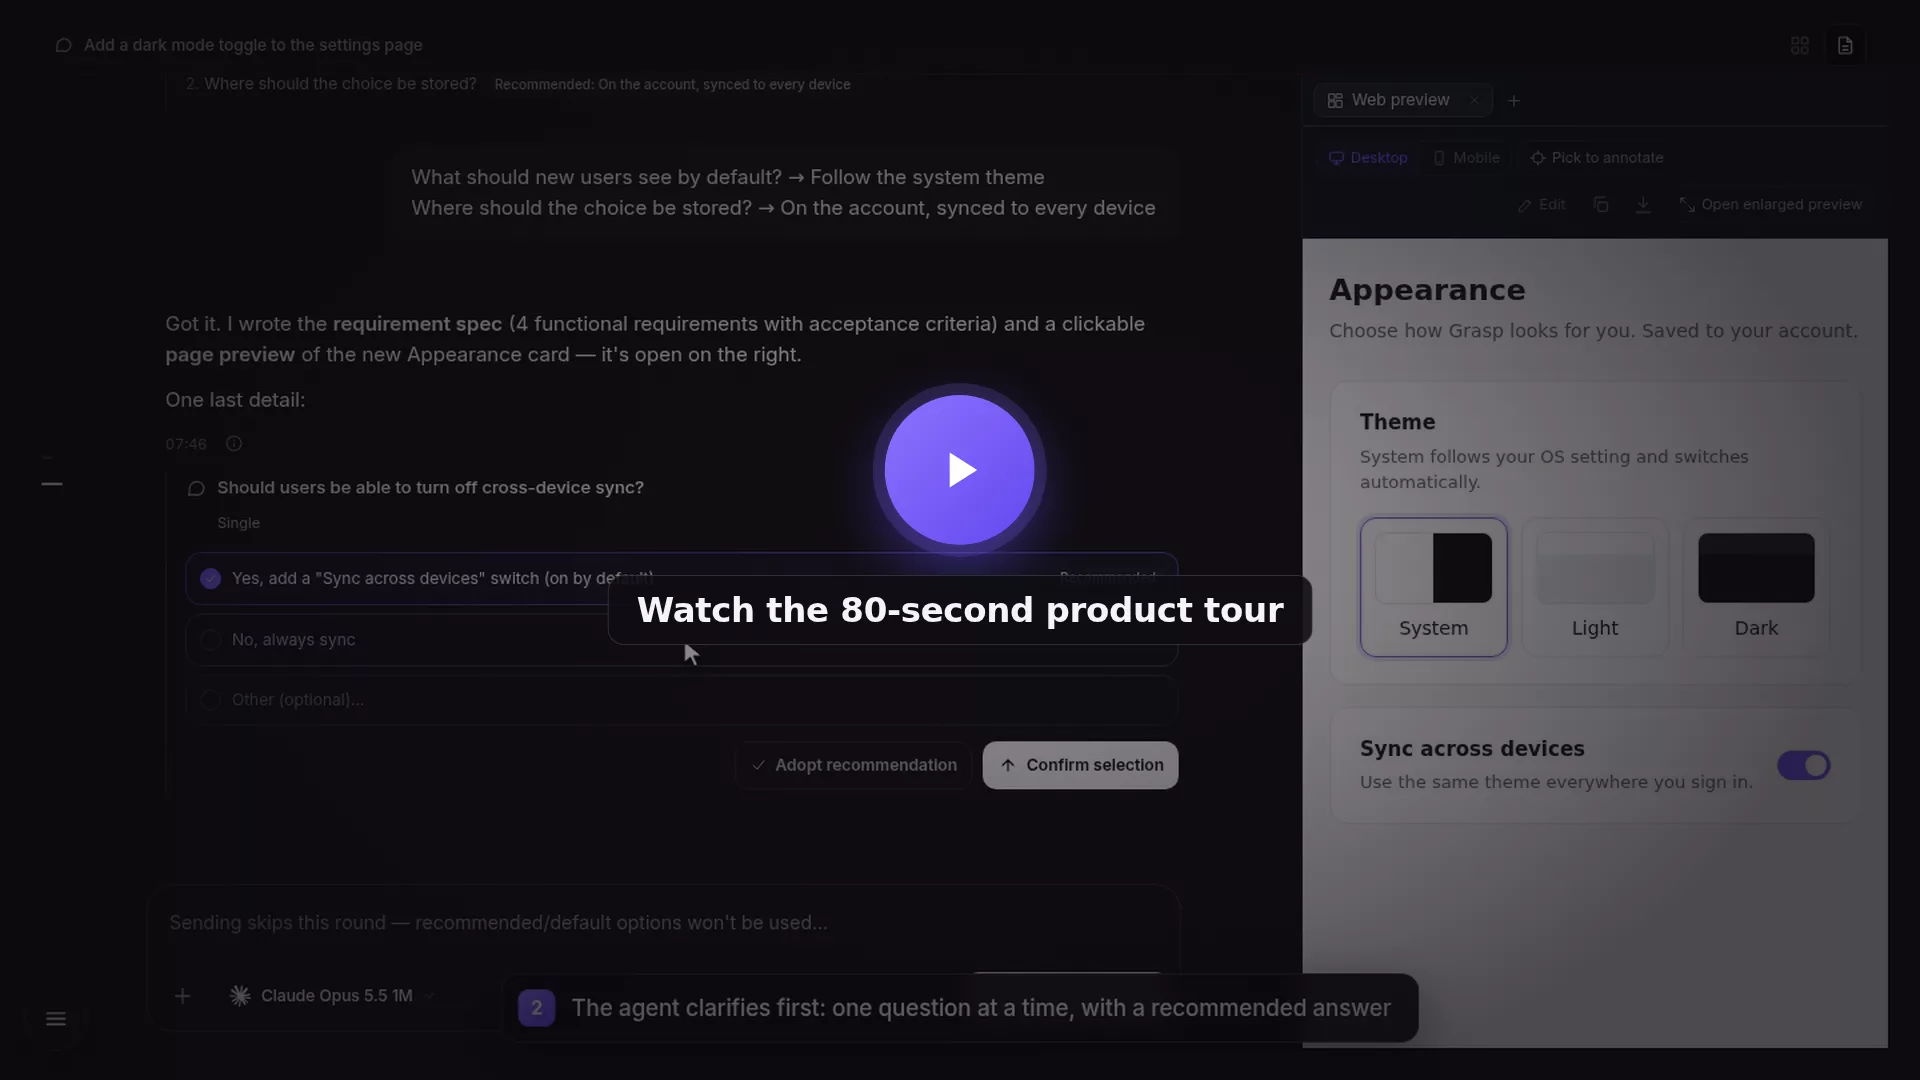 Add a dark mode toggle to the settings page
2. Where should the choice be stored? Recommended: On the account, synced to every device
What should new users see by default? → Follow the system theme
Where should the choice be stored? → On the account, synced to every device
Got it. I wrote the requirement spec (4 functional requirements with acceptance criteria) and a clickable
page preview of the new Appearance card — it's open on the right.
One last detail:
07:46
Should users be able to turn off cross-device sync?
Single
Yes, add a "Sync across devices" switch (on by default)
Recommended
Watch the 80-second product tour
No, always sync
Other (optional)...
Adopt recommendation
Confirm selection
Sending skips this round — recommended/default options won't be used...
Claude Opus 5.5 1M
2 The agent clarifies first: one question at a time, with a recommended answer
Web preview
Desktop
Mobile
Pick to annotate
Edit
Open enlarged preview
Appearance
Choose how Grasp looks for you. Saved to your account.
Theme
System follows your OS setting and switches
automatically.
System
Light
Dark
Sync across devices
Use the same theme everywhere you sign in.